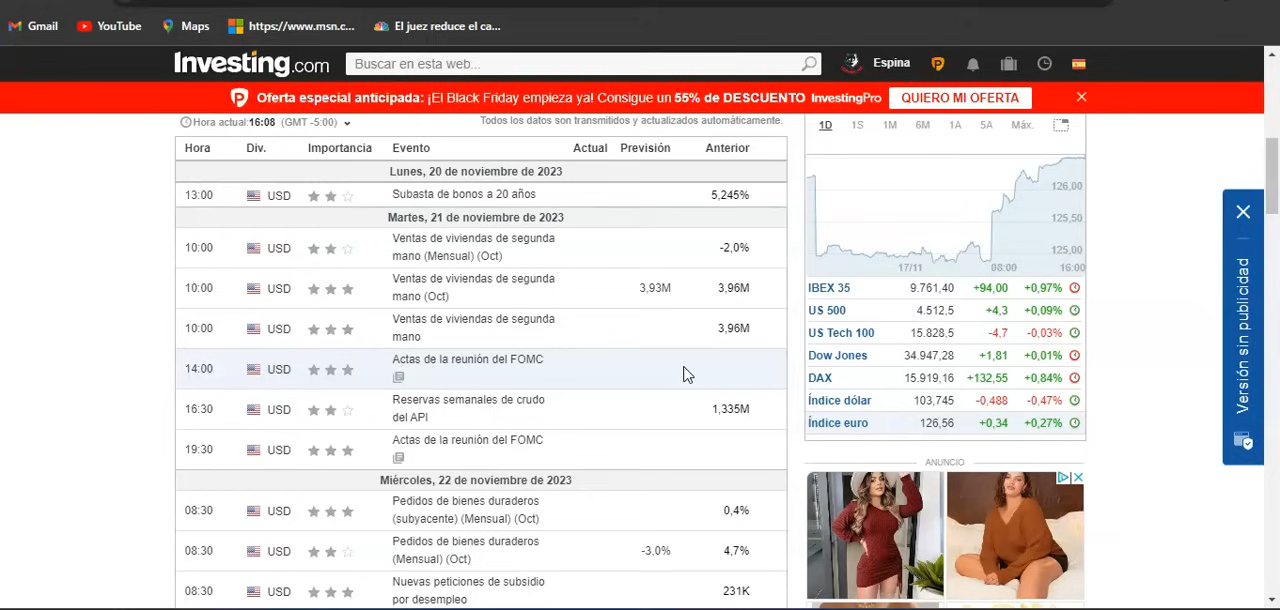 Gmail YouTube Maps https://www.msn.c... El juez reduce el ca...
Investing.com Buscar en esta web... Espina
Oferta especial anticipada: ¡El Black Friday empieza ya! Consigue un 55% de DESCUENTO InvestingPro QUIERO MI OFERTA
Hora actual:16:08 (GMT -5:00) Todos los datos son transmitidos y actualizados automáticamente.
Hora Div. Importancia Evento Actual Previsión Anterior
Lunes, 20 de noviembre de 2023
13:00 USD Subasta de bonos a 20 años 5,245%
Martes, 21 de noviembre de 2023
10:00 USD Ventas de viviendas de segunda
mano (Mensual) (Oct) -2,0%
10:00 USD Ventas de viviendas de segunda
mano (Oct) 3,93M 3,96M
10:00 USD Ventas de viviendas de segunda
mano 3,96M
14:00 USD Actas de la reunión del FOMC
16:30 USD Reservas semanales de crudo
del API 1,335M
19:30 USD Actas de la reunión del FOMC
Miércoles, 22 de noviembre de 2023
08:30 USD Pedidos de bienes duraderos
(subyacente) (Mensual) (Oct) 0,4%
08:30 USD Pedidos de bienes duraderos
(Mensual) (Oct) -3,0% 4,7%
08:30 USD Nuevas peticiones de subsidio
por desempleo 231K
1D 1S 1M 6M 1A 5A Máx.
126,00
125,50
125,00
17/11 08:00 16:00
IBEX 35 9.761,40 +94,00 +0,97%
US 500 4.512,5 +4,3 +0,09%
US Tech 100 15.828,5 -4,7 -0,03%
Dow Jones 34.947,28 +1,81 +0,01%
DAX 15.919,16 +132,55 +0,84%
Índice dólar 103,745 -0,488 -0,47%
Índice euro 126,56 +0,34 +0,27%
ANUNCIO
Versión sin publicidad